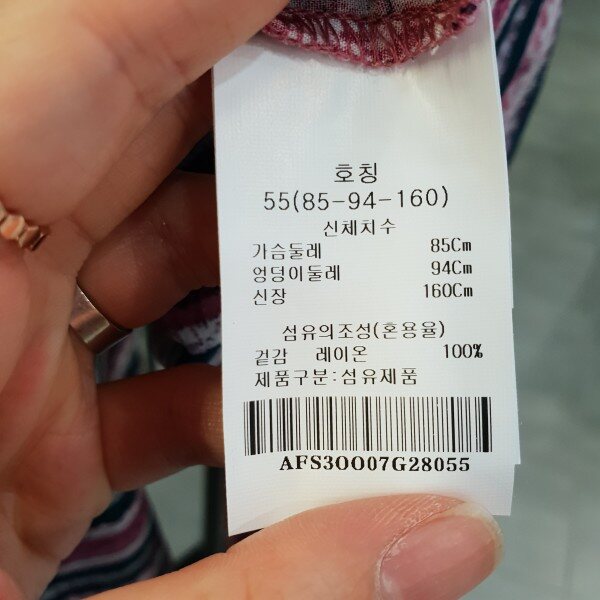 호칭
55(85-94-160)
신체치수
가슴둘레 85Cm
엉덩이둘레 94Cm
신장 160Cm
섬유의조성(혼용율)
겉감 레이온 100%
제품구분:섬유제품
AFS3OO07G28055